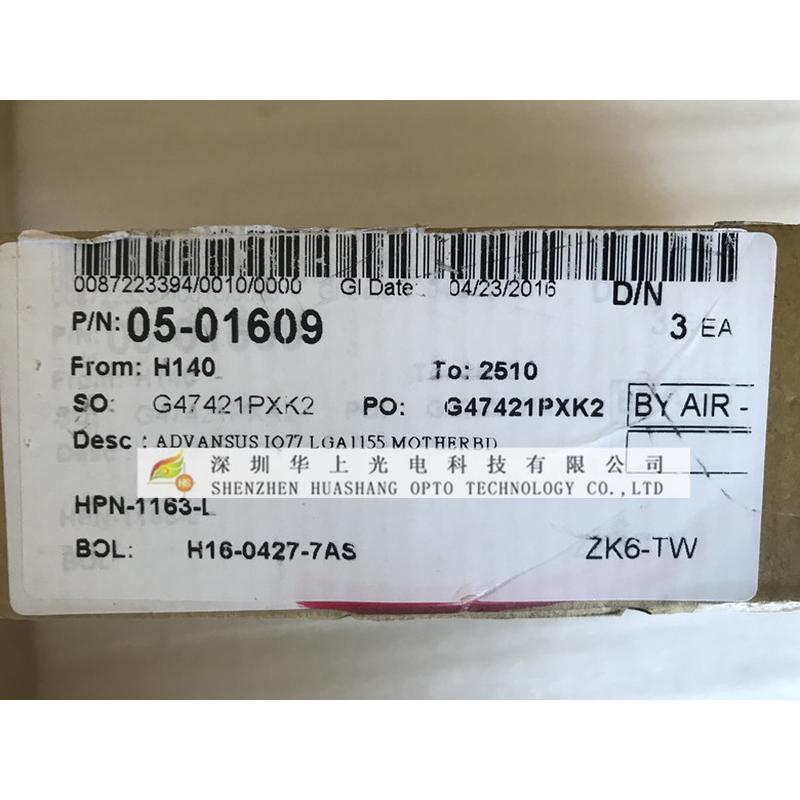 0087223394/0010/0000 GI Date: 04/23/2016 D/N
P/N: 05-01609 3 EA
From: H140 To: 2510
SO: G47421PXK2 PO: G47421PXK2 BY AIR -
Desc : ADVANSUS IQ77 LGA1155 MOTHERBD
深圳华上光电科技有限公司
HS SHENZHEN HUASHANG OPTO TECHNOLOGY CO.,LTD
HPN-1163-L
BOL: H16-0427-7AS ZK6-TW